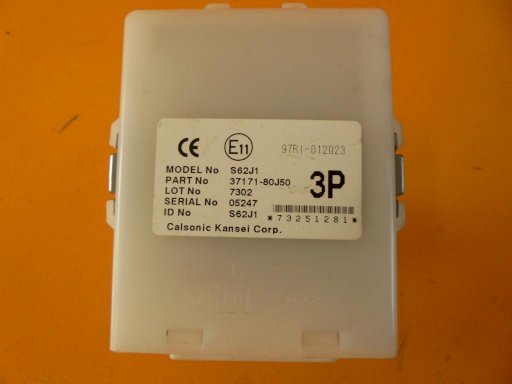 CE E11 97RI-012023
MODEL No S62J1
PART No 37171-80J50
LOT No 7302
SERIAL No 05247
ID No S62J1
3P
*73251281*
Calsonic Kansei Corp.